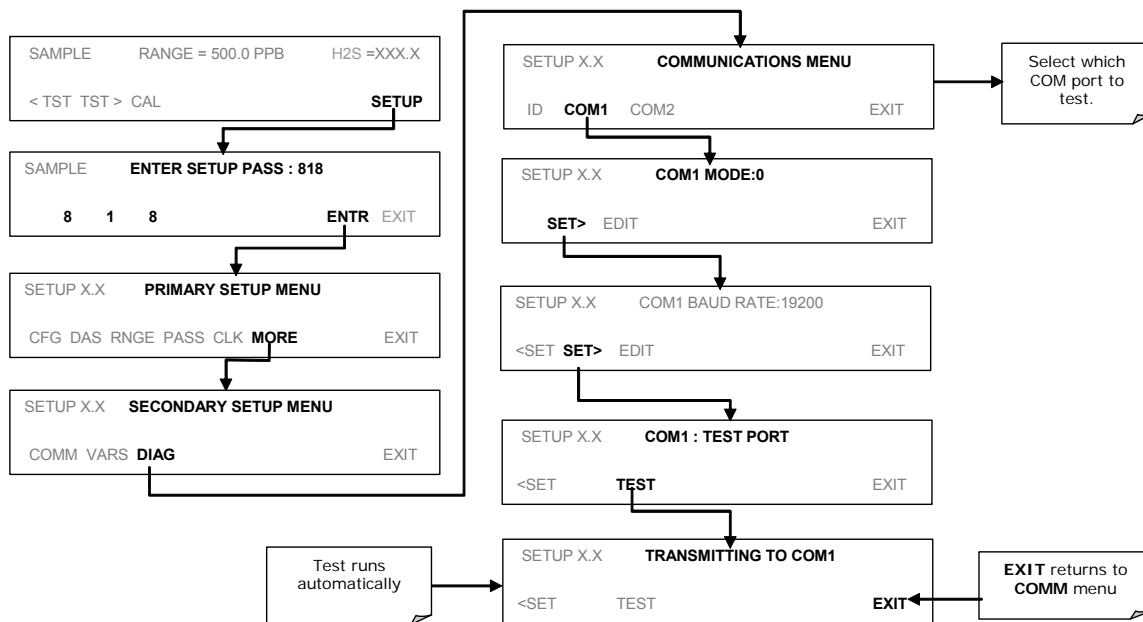 SAMPLE RANGE = 500.0 PPB H2S =XXX.X
< TST TST > CAL SETUP
SAMPLE ENTER SETUP PASS : 818
8 1 8 ENTR EXIT
SETUP X.X PRIMARY SETUP MENU
CFG DAS RNGE PASS CLK MORE EXIT
SETUP X.X SECONDARY SETUP MENU
COMM VARS DIAG EXIT
SETUP X.X COMMUNICATIONS MENU
ID COM1 COM2 EXIT
Select which
COM port to
test.
SETUP X.X COM1 MODE:0
SET> EDIT EXIT
SETUP X.X COM1 BAUD RATE:19200
<SET SET> EDIT EXIT
SETUP X.X COM1 : TEST PORT
<SET TEST EXIT
Test runs
automatically
SETUP X.X TRANSMITTING TO COM1
<SET TEST EXIT
EXIT returns to
COMM menu